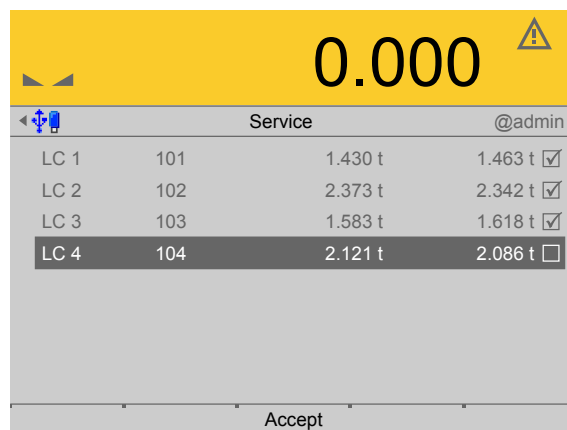 0.000
Service @admin
LC 1 101 1.430 t 1.463 t
LC 2 102 2.373 t 2.342 t
LC 3 103 1.583 t 1.618 t
LC 4 104 2.121 t 2.086 t
Accept